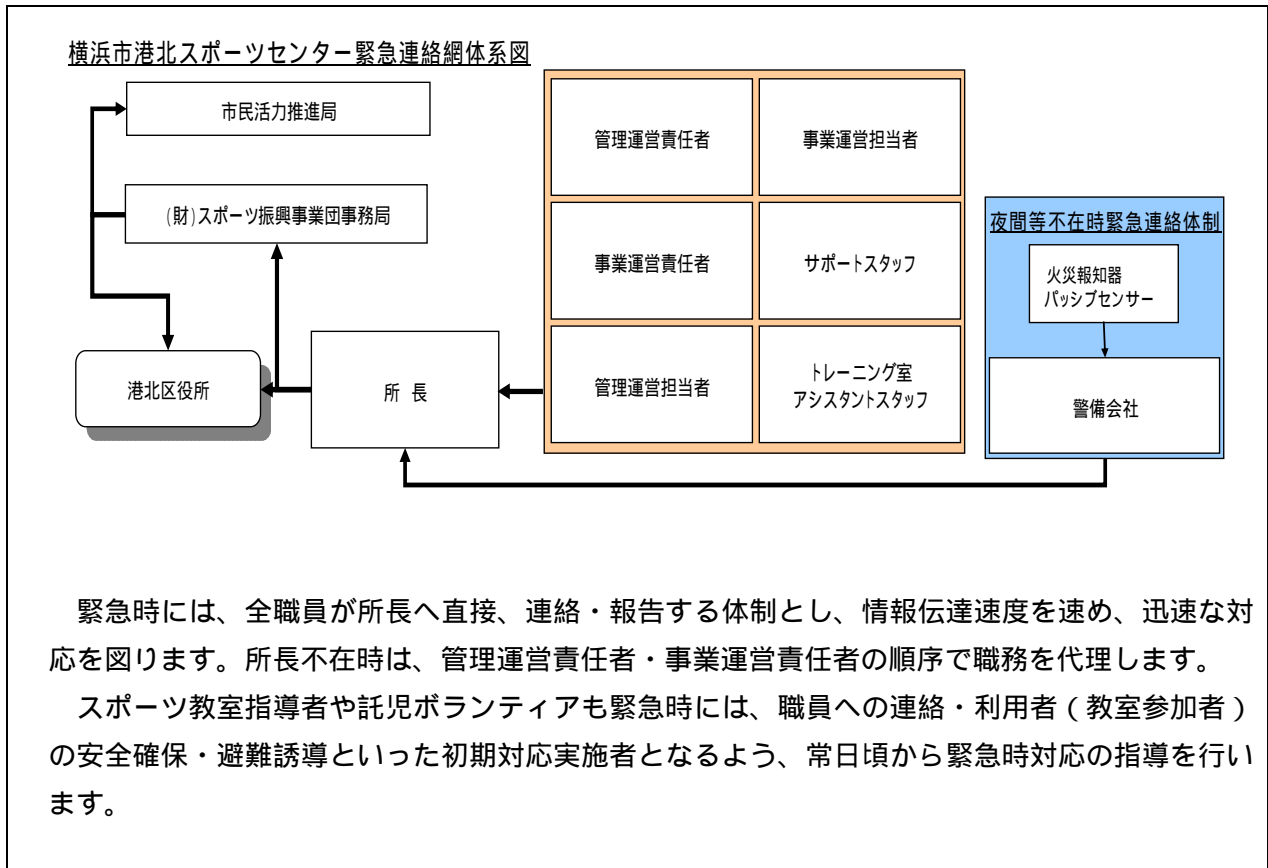 横浜市港北スポーツセンター緊急連絡網体系図
市民活力推進局
(財)スポーツ振興事業団事務局
港北区役所
所 長
管理運営責任者
事業運営担当者
事業運営責任者
サポートスタッフ
管理運営担当者
トレーニング室
アシスタントスタッフ
夜間等不在時緊急連絡体制
火災報知器
パッシブセンサー
警備会社
緊急時には、全職員が所長へ直接、連絡・報告する体制とし、情報伝達速度を速め、迅速な対
応を図ります。所長不在時は、管理運営責任者・事業運営責任者の順序で職務を代理します。
スポーツ教室指導者や託児ボランティアも緊急時には、職員への連絡・利用者(教室参加者)
の安全確保・避難誘導といった初期対応実施者となるよう、常日頃から緊急時対応の指導を行い
ます。